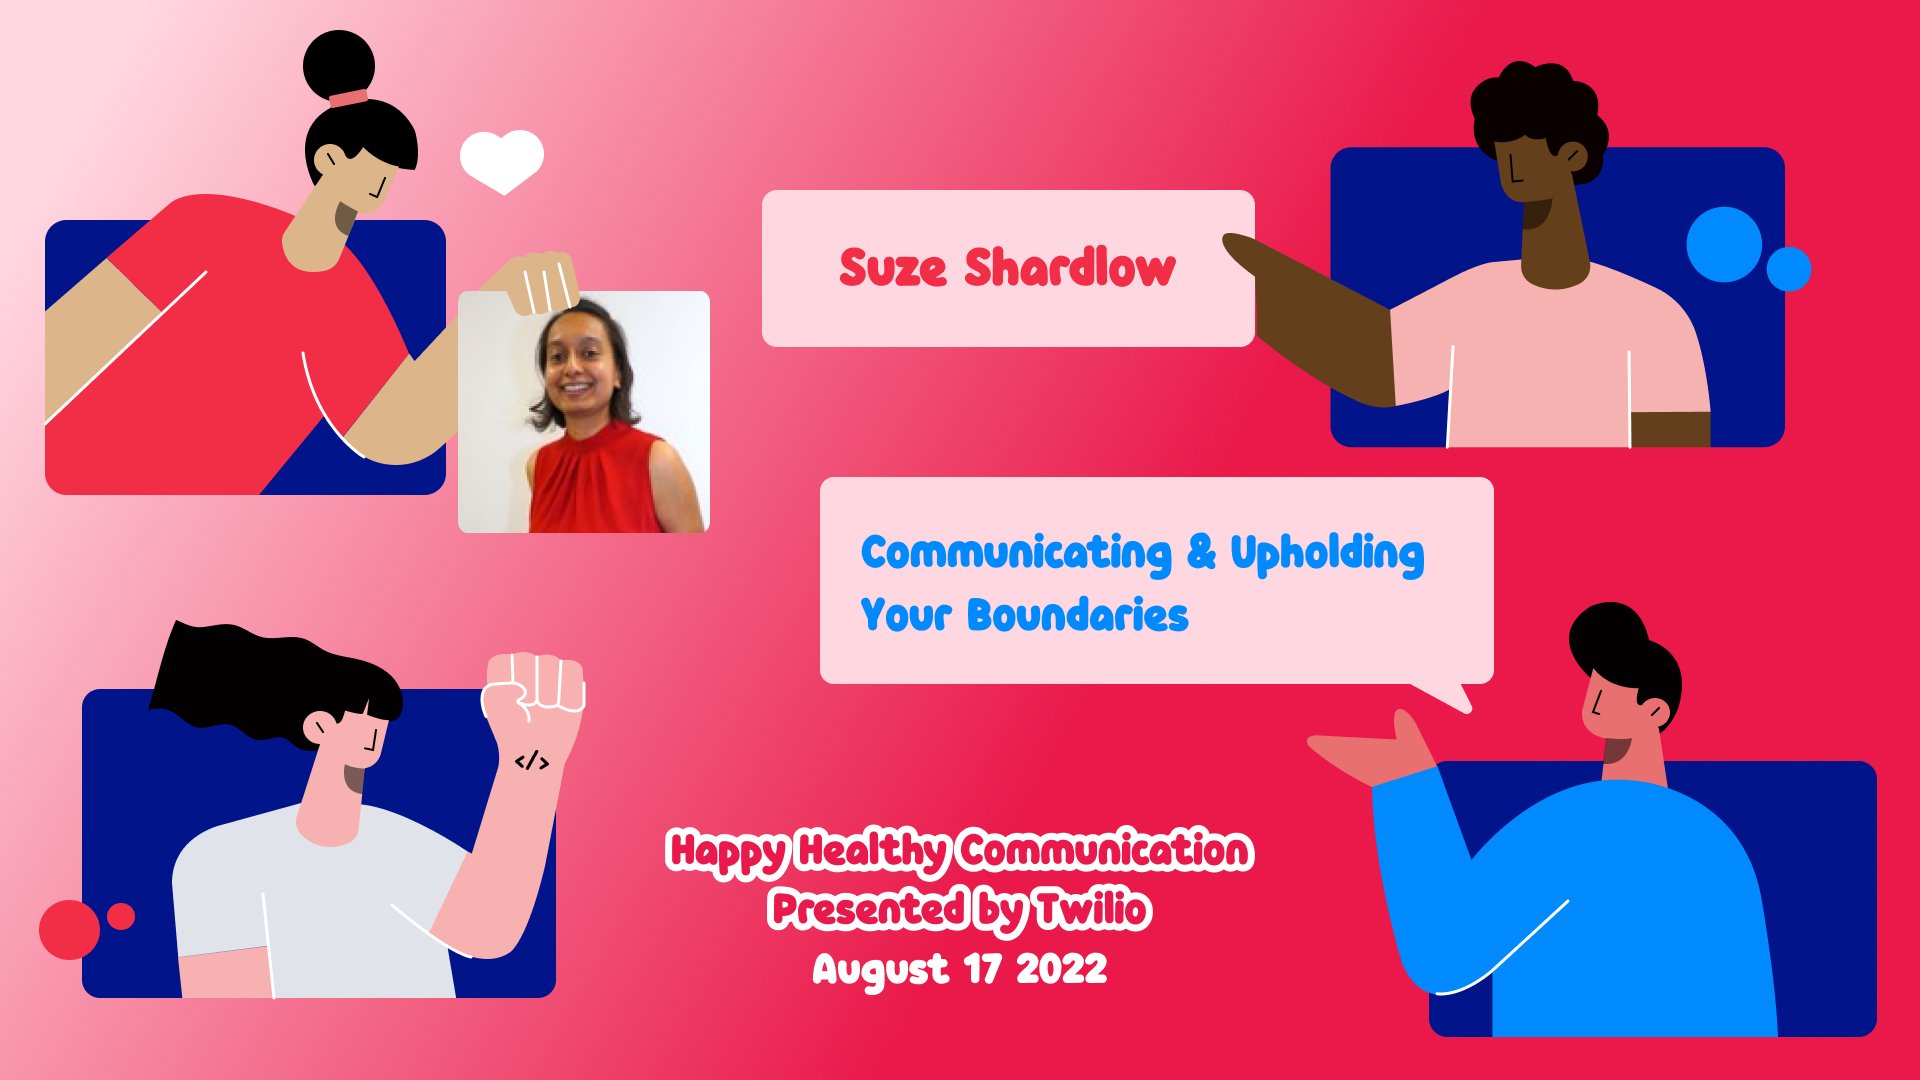 Suze Shardlow
Communicating & Upholding
Your Boundaries
</>
Happy Healthy Communication
Presented by Twilio
August 17 2022